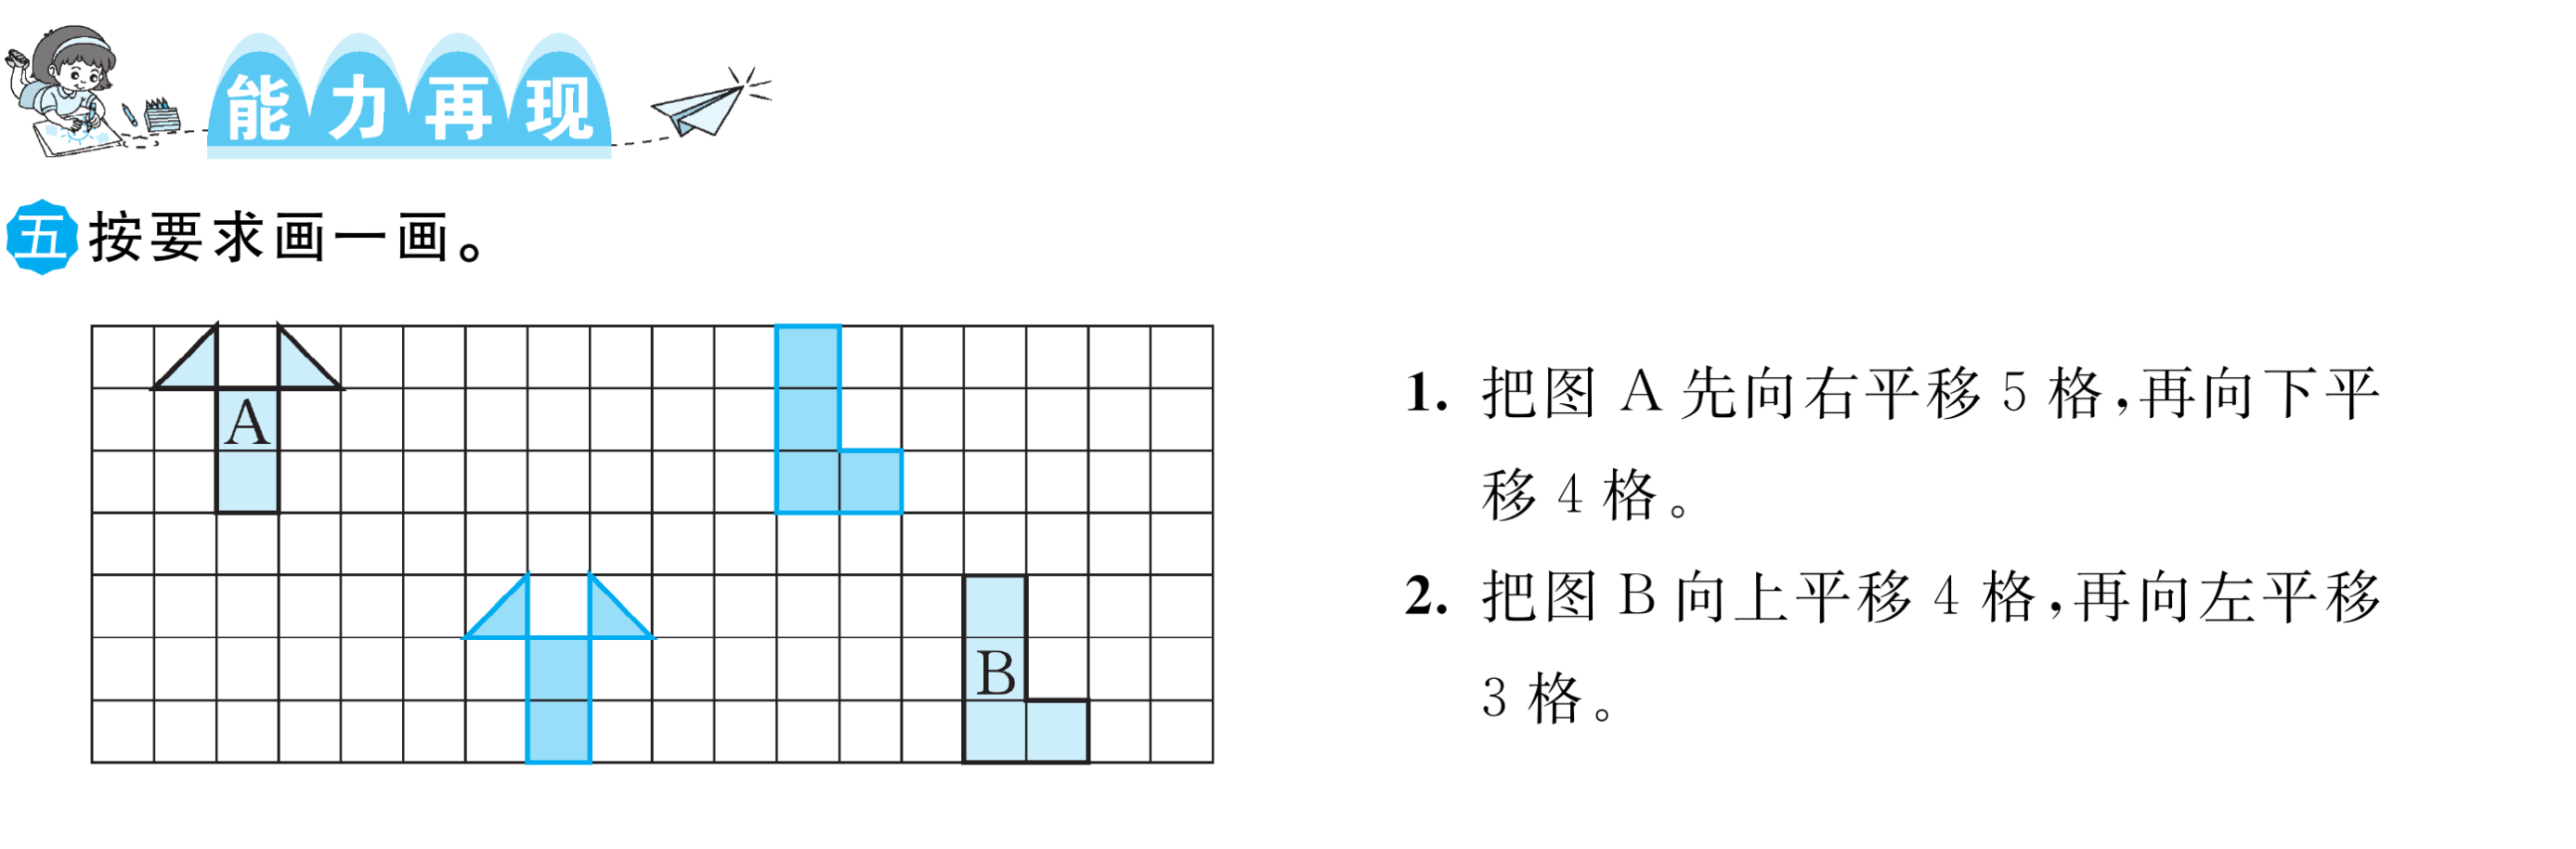 能力再现
五 按要求画一画。
A
B
1. 把图 A 先向右平移 5 格,再向下平
移 4 格。
2. 把图 B 向上平移 4 格,再向左平移
3 格。